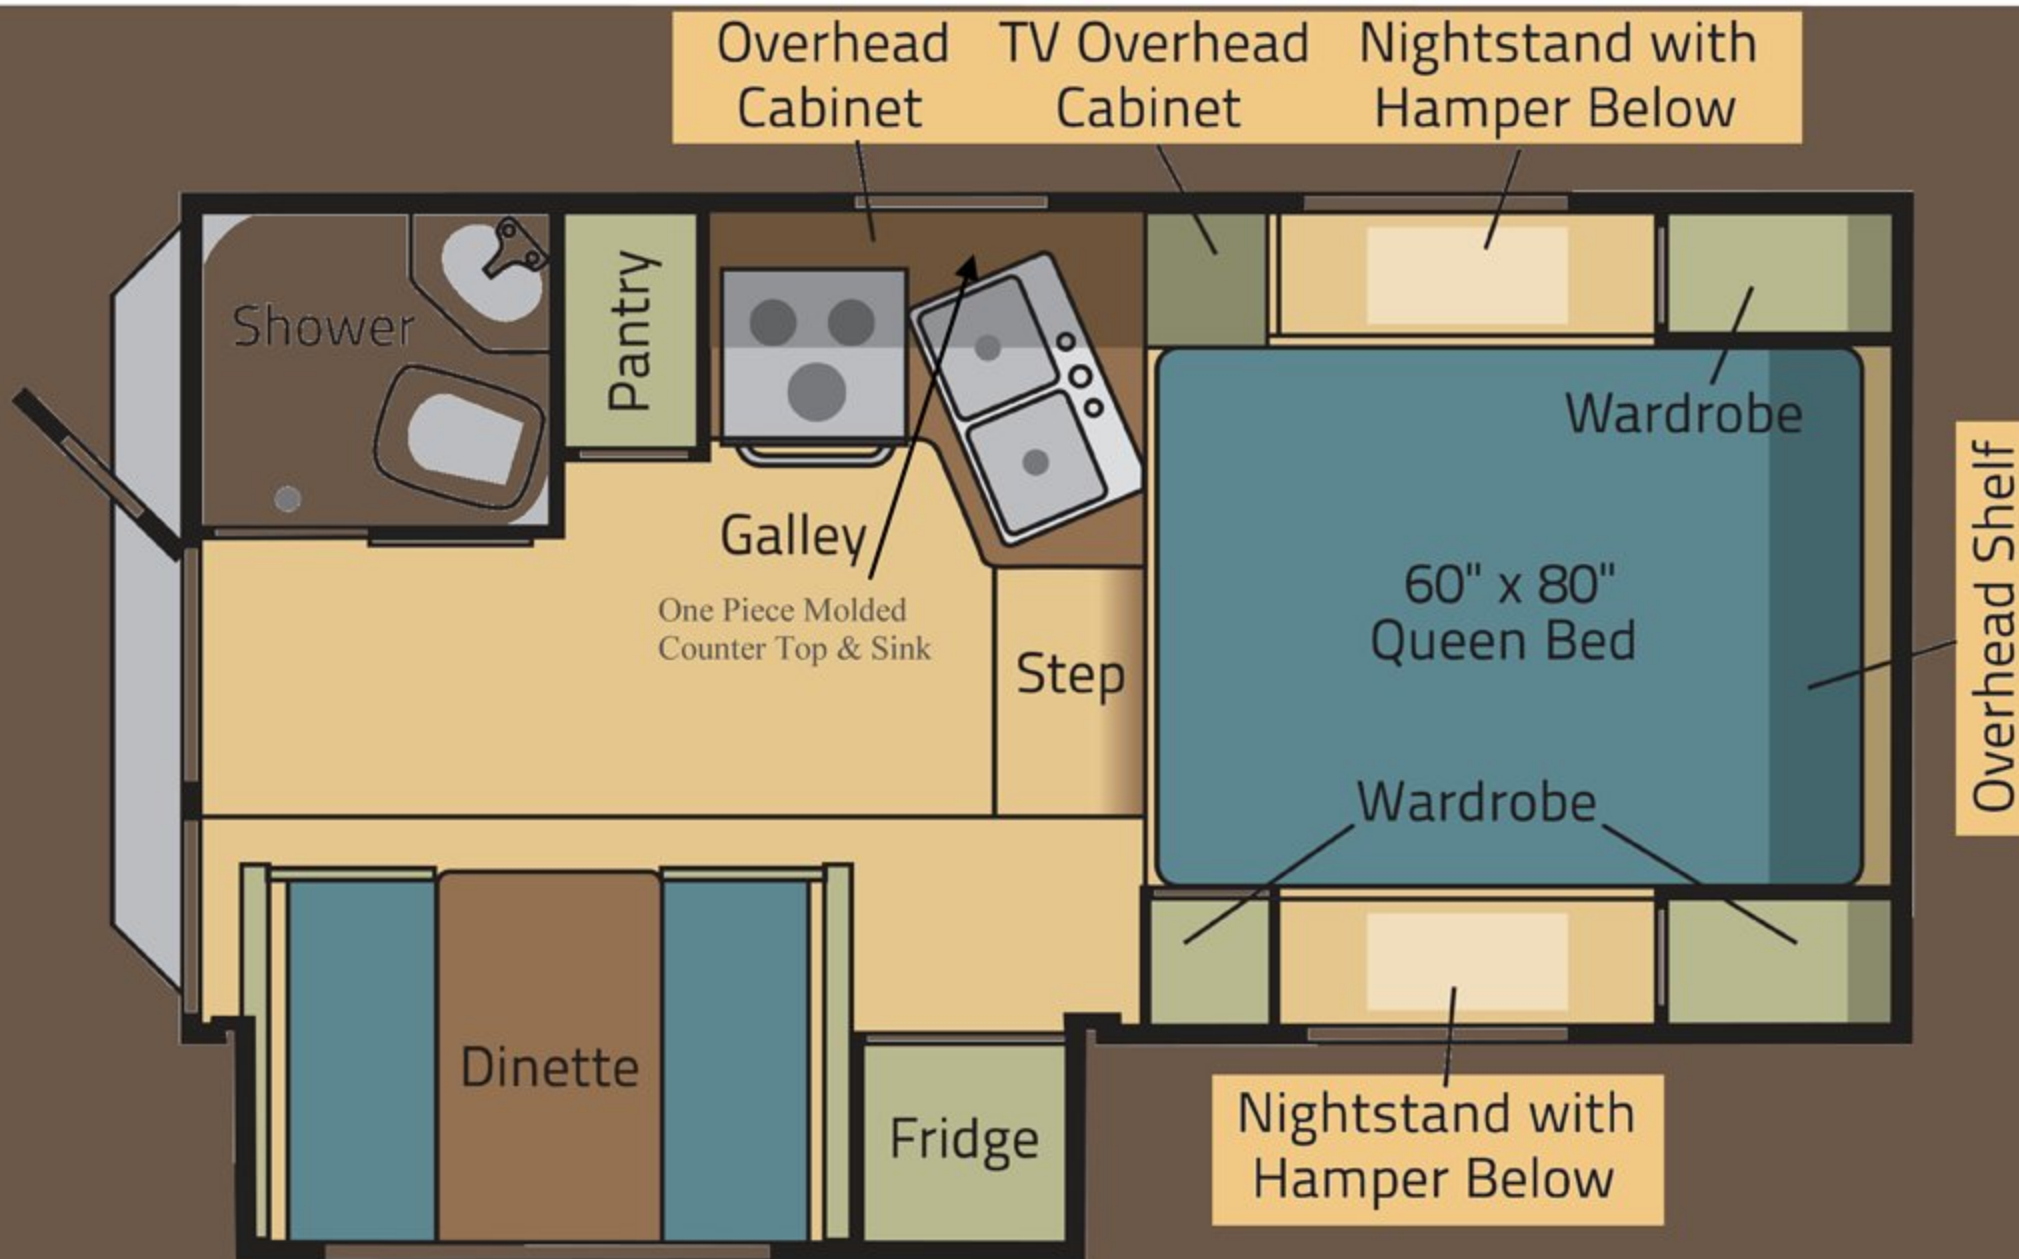 Overhead
Cabinet
TV Overhead
Cabinet
Nightstand with
Hamper Below
Shower
Pantry
Wardrobe
Overhead Shelf
Galley
One Piece Molded
Counter Top & Sink
Step
60" x 80"
Queen Bed
Wardrobe
Dinette
Fridge
Nightstand with
Hamper Below